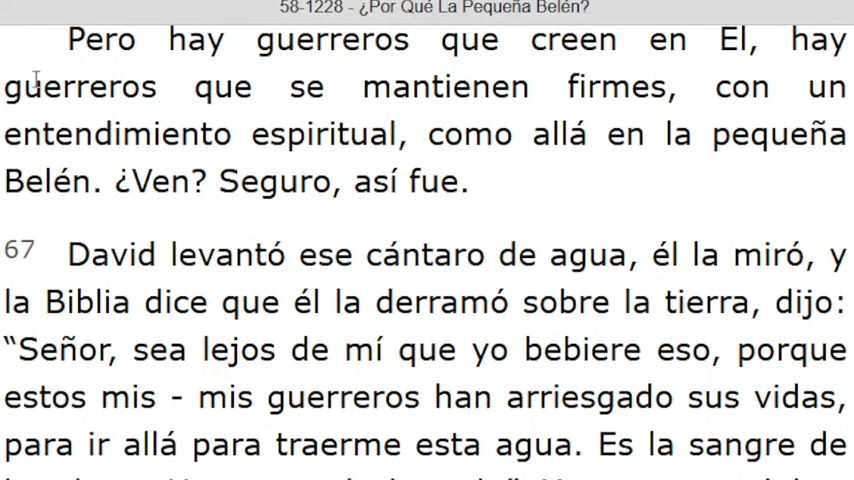 58-1228 - ¿Por Qué La Pequeña Belén?
Pero hay guerreros que creen en El, hay
guerreros que se mantienen firmes, con un
entendimiento espiritual, como allá en la pequeña
Belén. ¿Ven? Seguro, así fue.
67 David levantó ese cántaro de agua, él la miró, y
la Biblia dice que él la derramó sobre la tierra, dijo:
“Señor, sea lejos de mí que yo bebiere eso, porque
estos mis - mis guerreros han arriesgado sus vidas,
para ir allá para traerme esta agua. Es la sangre de